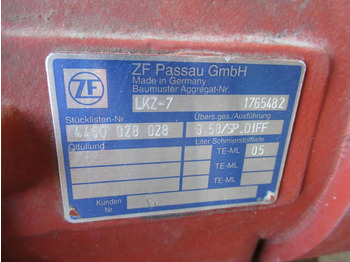 ZF Passau GmbH
Made in Germany
ZF
Baumuster Aggregat-Nr.
LKZ-7 1765482
Stücklisten-Nr. Übers.ges./Ausführung
4460 028 028 3.50/SP.DIFF
Ölfüllung Liter Schmierstoffliste
TE-ML 05
TE-ML
TE-ML
Kunden Nr